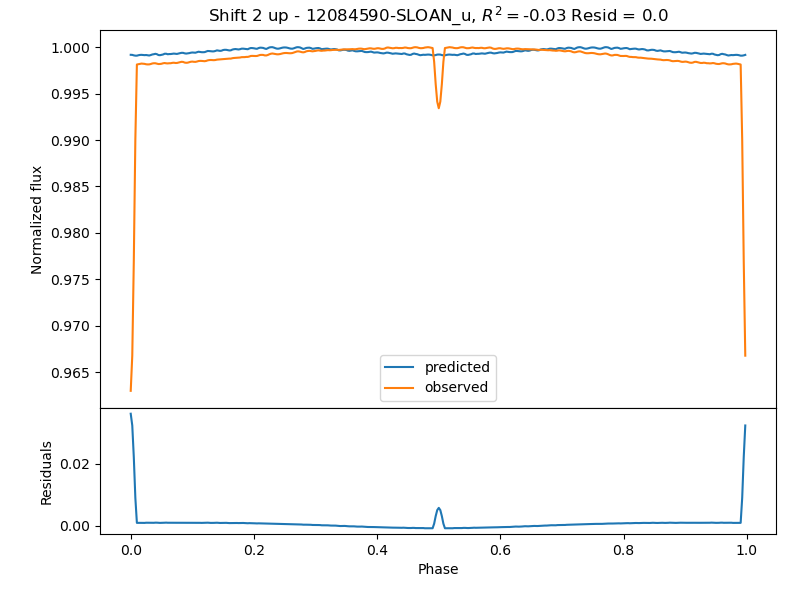 Shift 2 up - 12084590-SLOAN_u, R² = -0.03 Resid = 0.0
1.000
0.995
0.990
0.985
0.980
0.975
0.970
0.965
Normalized flux
predicted
observed
0.02
0.00
Residuals
0.0 0.2 0.4 0.6 0.8 1.0
Phase